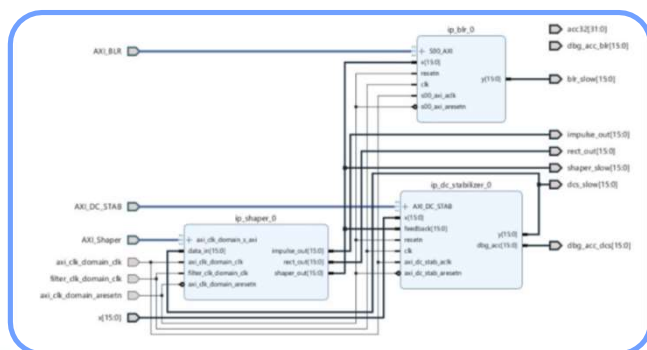 ip_blr_0
AXI_BLR
S00_AXI
x[15:0]
resetn
clk
s00_axi_aclk
s00_axi_aresetn
y[15:0]
acc32[31:0]
dbg_acc_blr[15:0]
blr_slow[15:0]
impulse_out[15:0]
rect_out[15:0]
shaper_slow[15:0]
dcs_slow[15:0]
dbg_acc_dcs[15:0]
ip_dc_stabilizer_0
AXI_DC_STAB
AXI_DC_STAB
x[15:0]
feedback[15:0]
resetn
clk
axi_dc_stab_aclk
axi_dc_stab_aresetn
y[15:0]
dbg_acc[15:0]
ip_shaper_0
AXI_Shaper
axi_clk_domain_clk
filter_clk_domain_clk
axi_clk_domain_aresetn
x[15:0]
axi_clk_domain_s_axi
data_in[15:0]
axi_clk_domain_clk
filter_clk_domain_clk
axi_clk_domain_aresetn
impulse_out[15:0]
rect_out[15:0]
shaper_out[15:0]